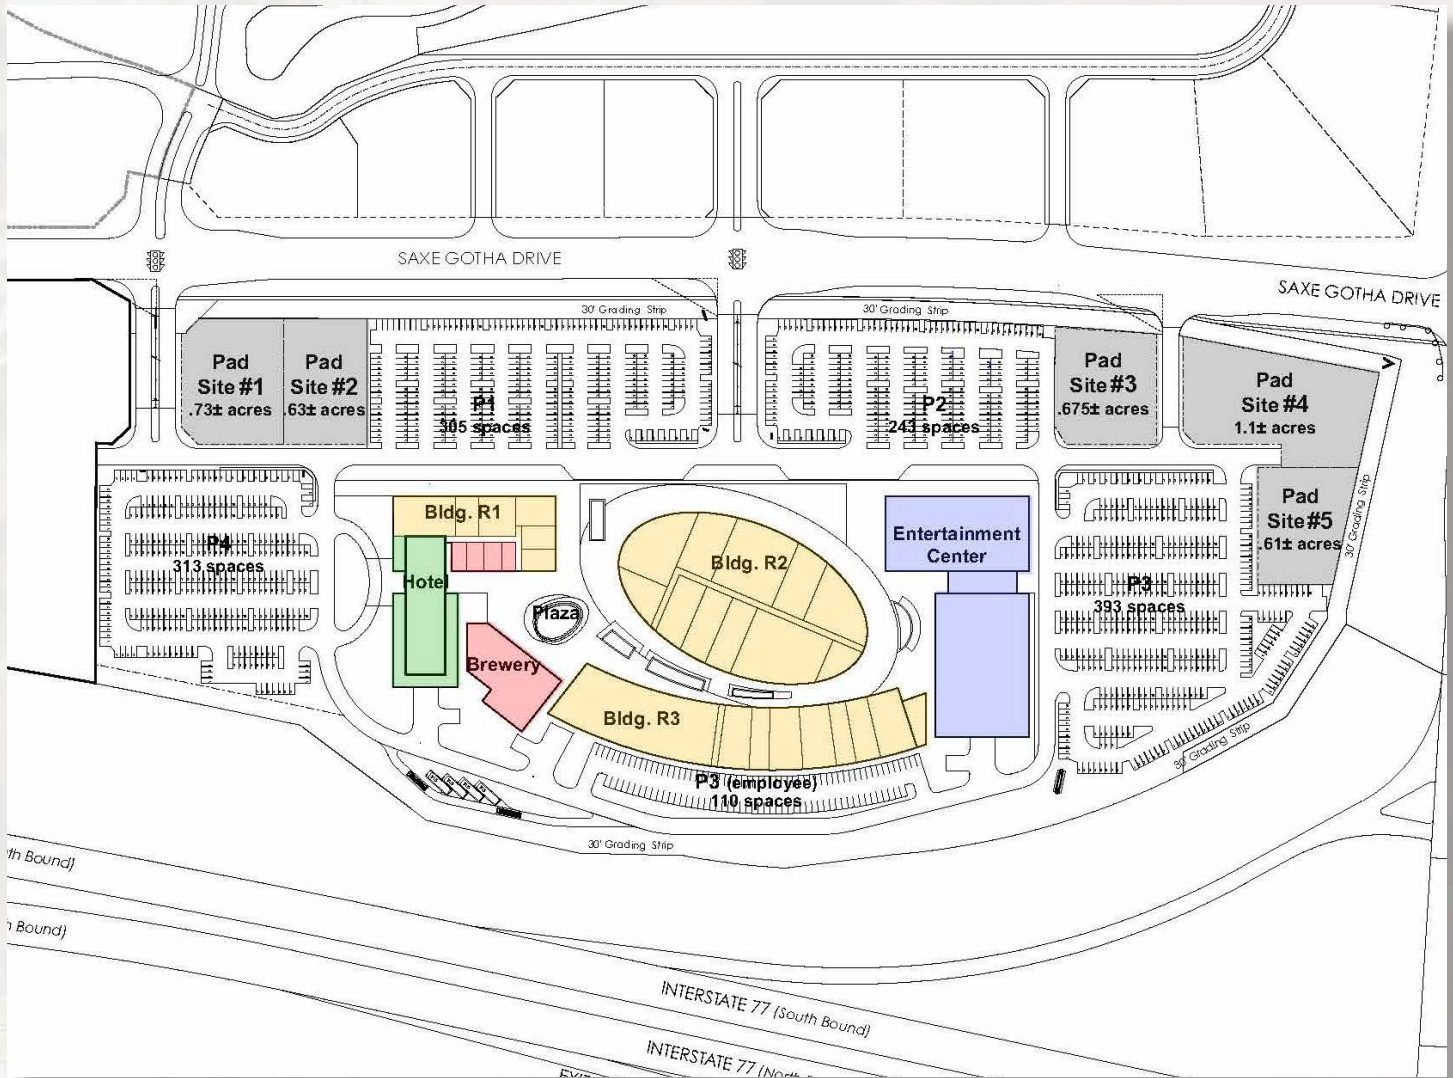 SAXE GOTHA DRIVE
SAXE GOTHA DRIVE
30' Grading Strip
30' Grading Strip
Pad
Site #1
.73± acres
Pad
Site #2
.63± acres
P1
305 spaces
P2
243 spaces
Pad
Site #3
.675± acres
Pad
Site #4
1.1± acres
Pad
Site #5
.61± acres
30' Grading Strip
P4
313 spaces
Bldg. R1
Hotel
Plaza
Brewery
Bldg. R2
Bldg. R3
Entertainment
Center
P3
393 spaces
30' Grading Strip
P3 (employee)
110 spaces
30' Grading Strip
th Bound)
h Bound)
INTERSTATE 77 (South Bound)
INTERSTATE 77 (North